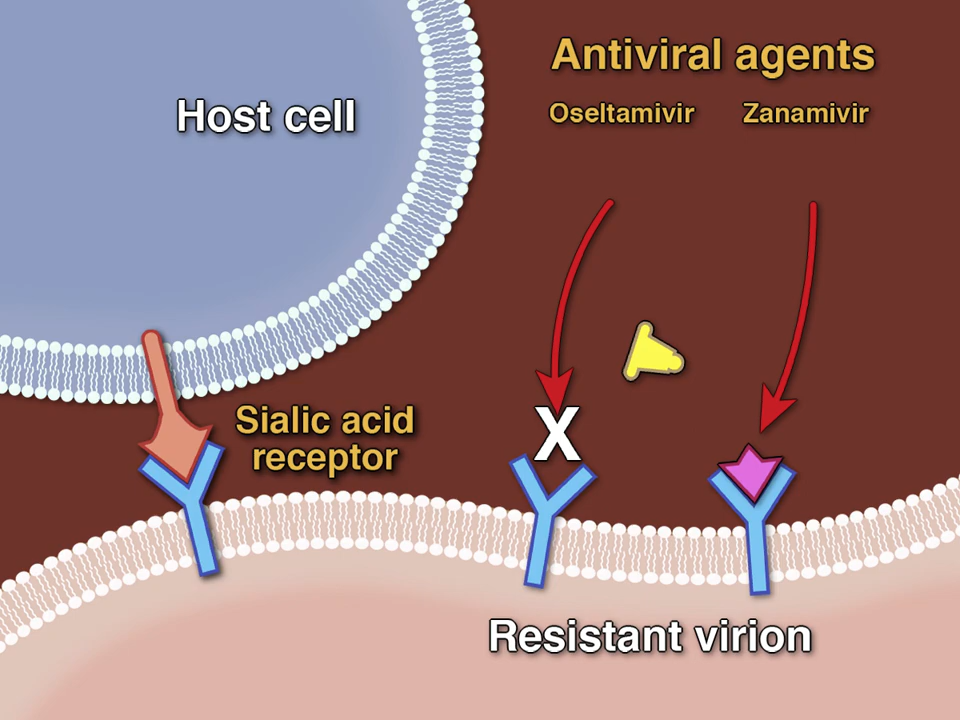 Antiviral agents
Oseltamivir Zanamivir
Host cell
Sialic acid
receptor
X
Resistant virion